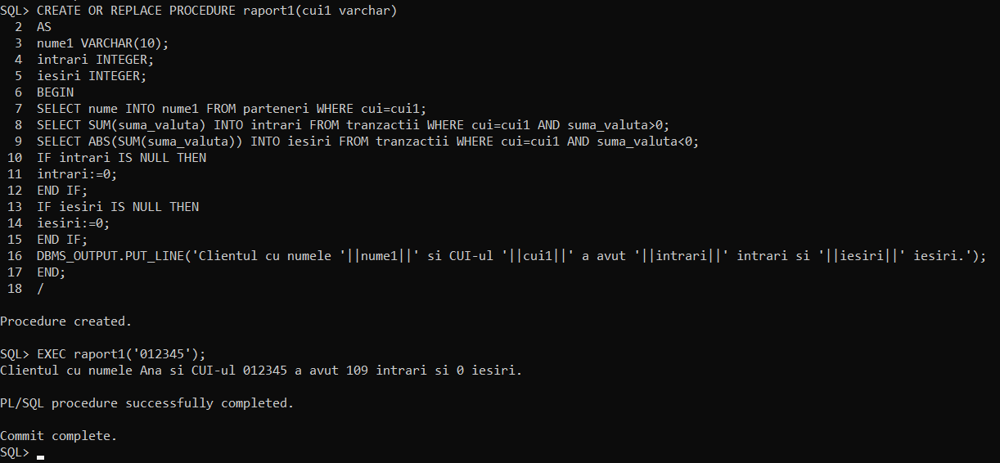 SQL> CREATE OR REPLACE PROCEDURE raport1(cui1 varchar)
  2  AS
  3  nume1 VARCHAR(10);
  4  intrari INTEGER;
  5  iesiri INTEGER;
  6  BEGIN
  7  SELECT nume INTO nume1 FROM parteneri WHERE cui=cui1;
  8  SELECT SUM(suma_valuta) INTO intrari FROM tranzactii WHERE cui=cui1 AND suma_valuta>0;
  9  SELECT ABS(SUM(suma_valuta)) INTO iesiri FROM tranzactii WHERE cui=cui1 AND suma_valuta<0;
 10  IF intrari IS NULL THEN
 11  intrari:=0;
 12  END IF;
 13  IF iesiri IS NULL THEN
 14  iesiri:=0;
 15  END IF;
 16  DBMS_OUTPUT.PUT_LINE('Clientul cu numele '||nume1||' si CUI-ul '||cui1||' a avut '||intrari||' intrari si '||iesiri||' iesiri.');
 17  END;
 18  /

Procedure created.

SQL> EXEC raport1('012345');
Clientul cu numele Ana si CUI-ul 012345 a avut 109 intrari si 0 iesiri.

PL/SQL procedure successfully completed.

Commit complete.
SQL>